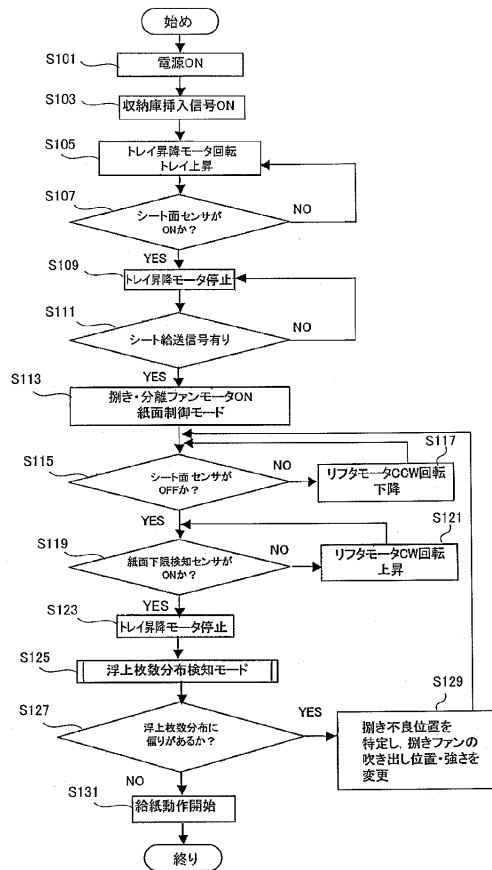 始め
S101
電源ON
S103
収納庫挿入信号ON
S105
トレイ昇降モータ回転
トレイ上昇
S107
シート面センサが
ONか?
NO
YES
S109
トレイ昇降モータ停止
S111
シート給送信号有り
NO
YES
S113
捌き・分離ファンモータON
紙面制御モード
S115
シート面センサが
OFFか?
NO
S117
リフタモータCCW回転
下降
YES
S119
紙面下限検知センサが
ONか?
NO
S121
リフタモータCW回転
上昇
YES
S123
トレイ昇降モータ停止
S125
浮上枚数分布検知モード
S127
浮上枚数分布に
偏りがあるか?
YES
S129
捌き不良位置を
特定し、捌きファンの
吹き出し位置・強さを
変更
NO
S131
給紙動作開始
終り